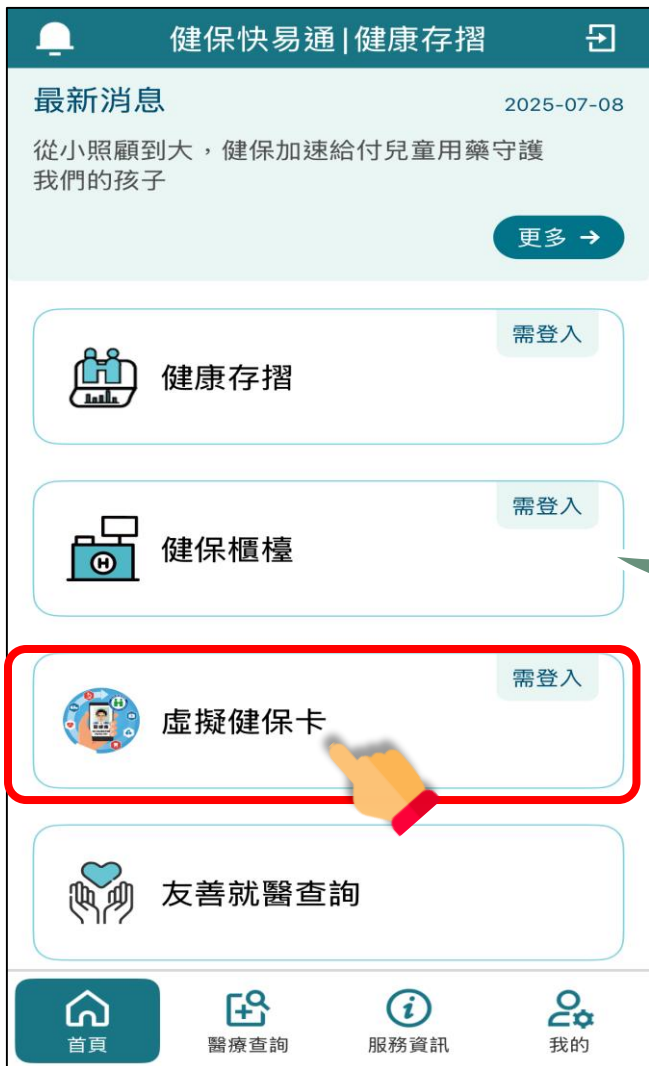 健保快易通|健康存摺
最新消息
2025-07-08
從小照顧到大，健保加速給付兒童用藥守護
我們的孩子
更多 →
需登入
健康存摺
需登入
健保櫃檯
需登入
虛擬健保卡
友善就醫查詢
首頁
醫療查詢
服務資訊
我的